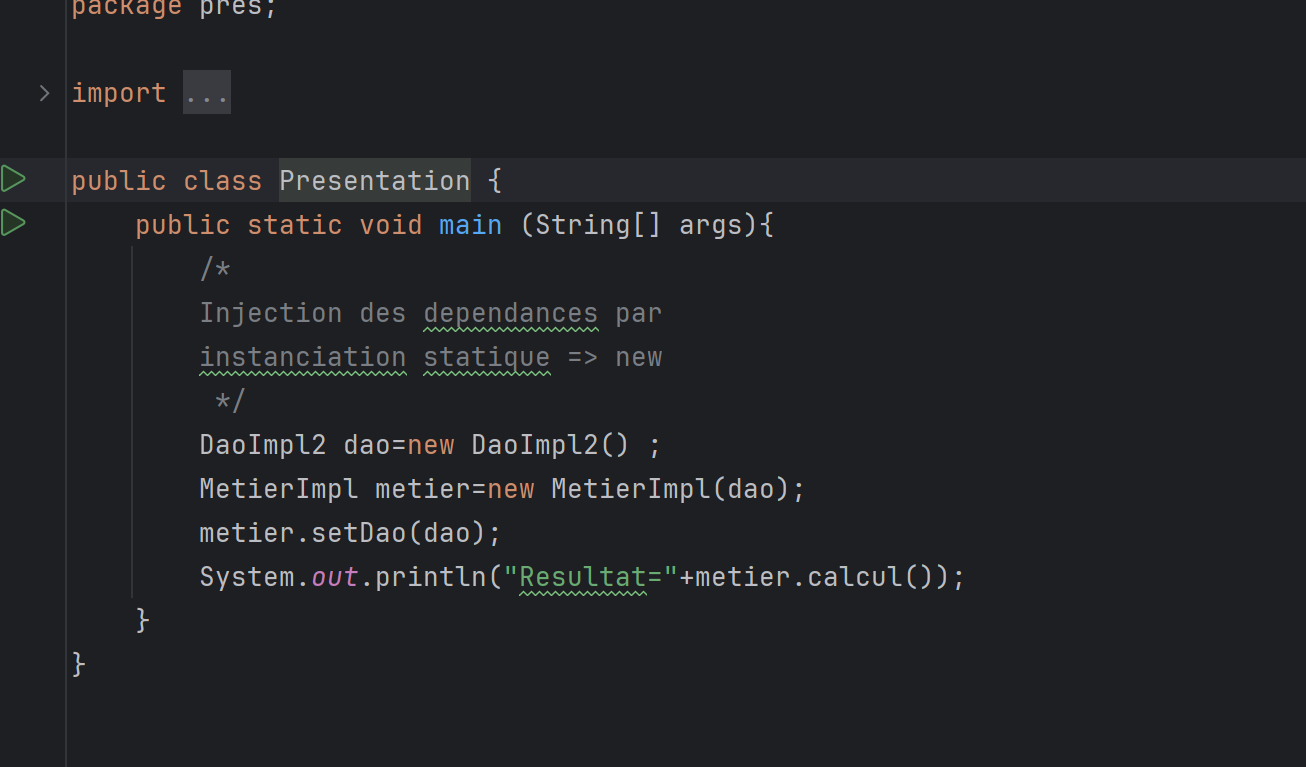 package pres;
import ...
public class Presentation {
public static void main (String[] args){
/*
Injection des dependances par
instanciation statique => new
*/
DaoImpl2 dao=new DaoImpl2() ;
MetierImpl metier=new MetierImpl(dao);
metier.setDao(dao);
System.out.println("Resultat="+metier.calcul());
}
}